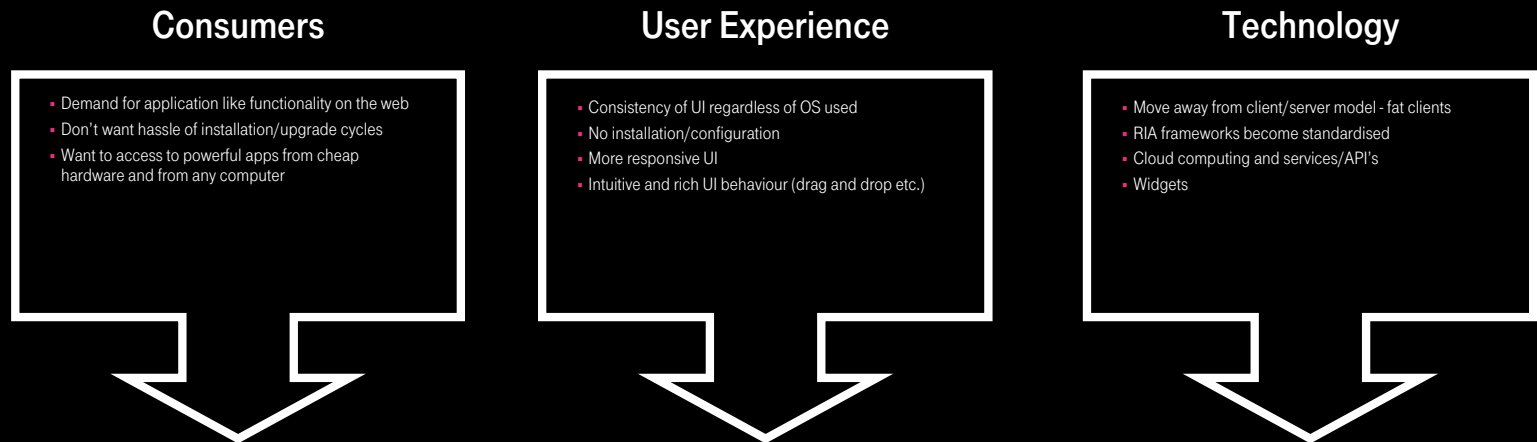 Consumers
Demand for application like functionality on the web
Don't want hassle of installation/upgrade cycles
Want to access to powerful apps from cheap
hardware and from any computer
User Experience
Consistency of UI regardless of OS used
No installation/configuration
More responsive UI
Intuitive and rich UI behaviour (drag and drop etc.)
Technology
Move away from client/server model - fat clients
RIA frameworks become standardised
Cloud computing and services/API's
Widgets